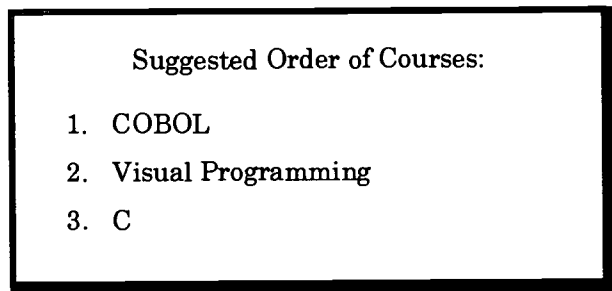 Suggested Order of Courses:
1. COBOL
2. Visual Programming
3. C